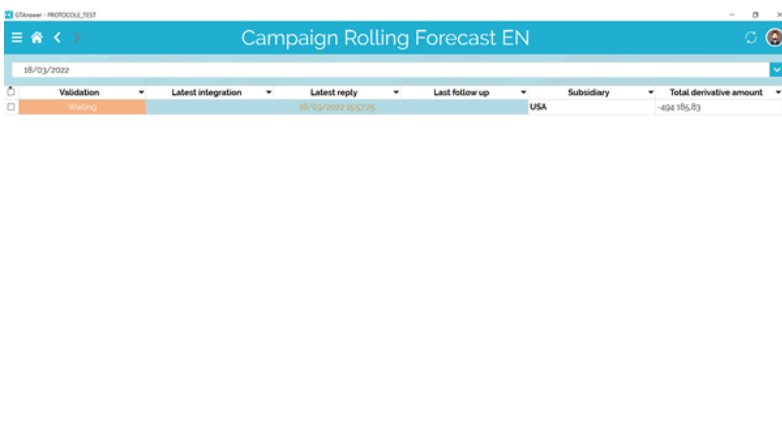 GTAnswer - PROTOCOLE_TEST
Campaign Rolling Forecast EN
18/03/2022
Validation Latest integration Latest reply Last follow up Subsidiary Total derivative amount
Waiting 18/03/2022 15:57:25 USA -494 185,83